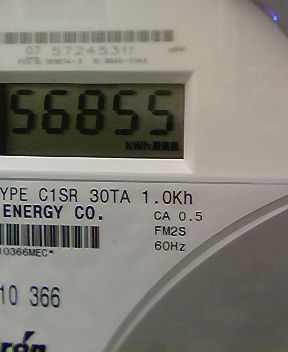 07 57245311
56855
kWh
YPE C1SR 30TA 1.0Kh
ENERGY CO.
CA 0.5
FM2S
60Hz
10366MEC*
10 366
rón